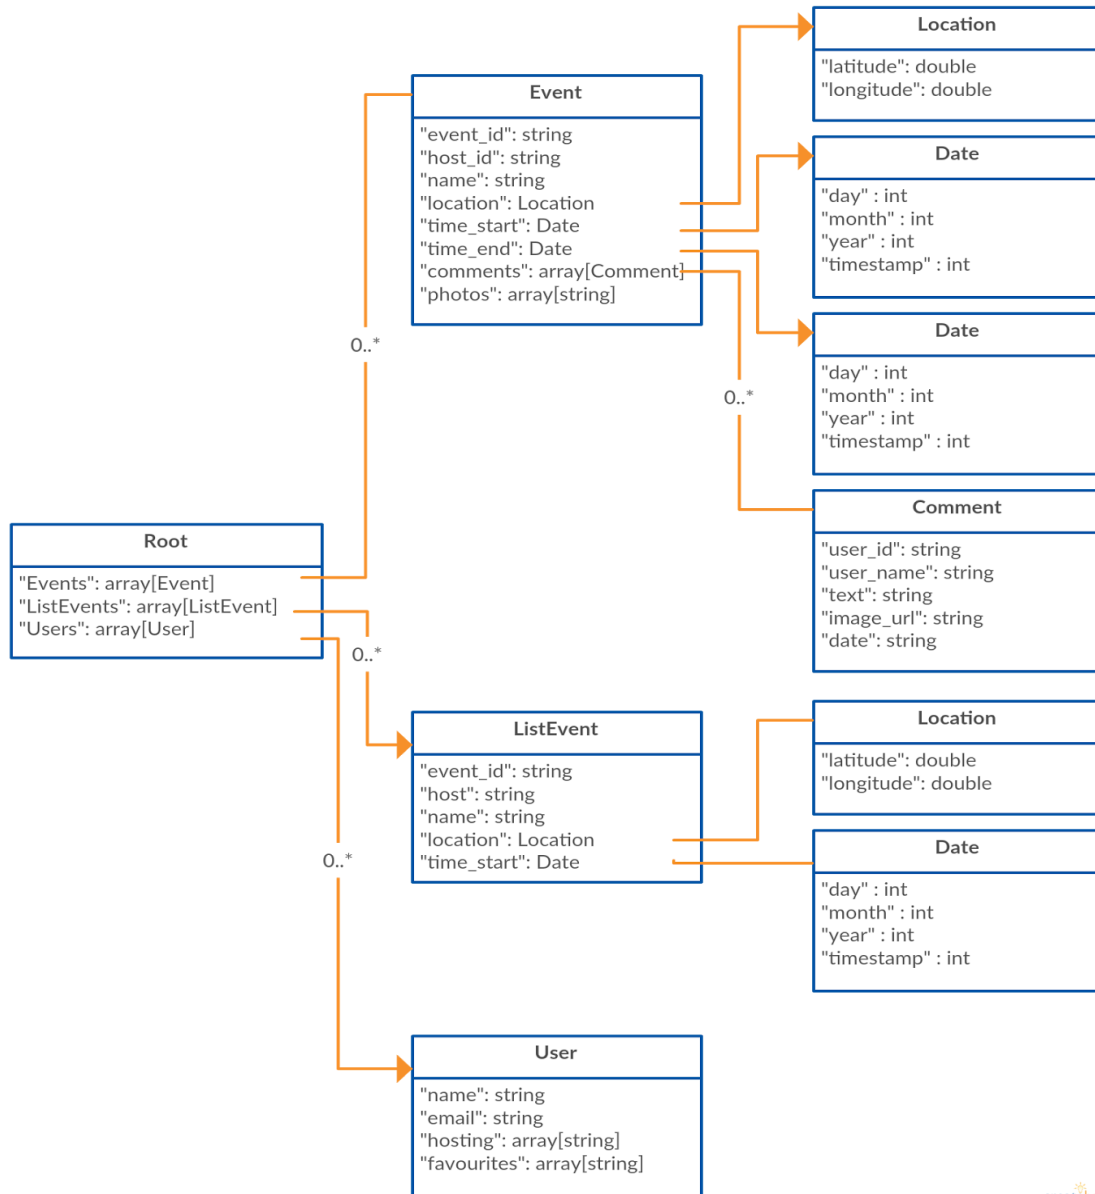 Location
"latitude": double
"longitude": double
Event
"event_id": string
"host_id": string
"name": string
"location": Location
"time_start": Date
"time_end": Date
"comments": array[Comment]
"photos": array[string]
Date
"day" : int
"month" : int
"year" : int
"timestamp" : int
Date
"day" : int
"month" : int
"year" : int
"timestamp" : int
0..*
0..*
Comment
"user_id": string
"user_name": string
"text": string
"image_url": string
"date": string
Root
"Events": array[Event]
"ListEvents": array[ListEvent]
"Users": array[User]
0..*
ListEvent
"event_id": string
"host": string
"name": string
"location": Location
"time_start": Date
Location
"latitude": double
"longitude": double
Date
"day" : int
"month" : int
"year" : int
"timestamp" : int
0..*
User
"name": string
"email": string
"hosting": array[string]
"favourites": array[string]